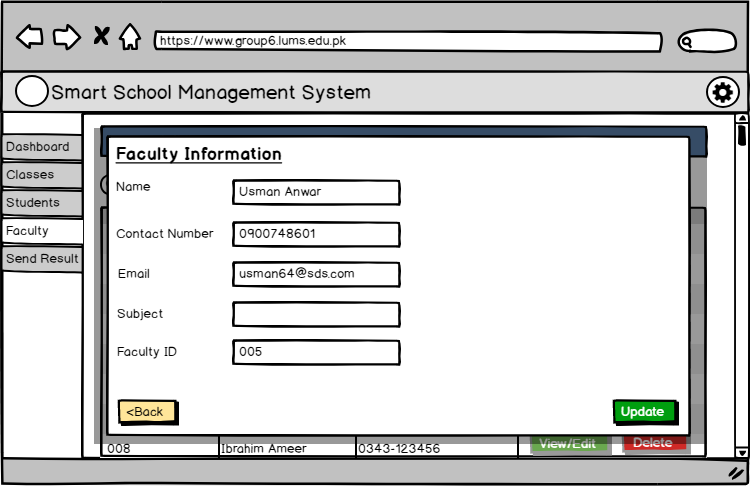 https://www.group6.lums.edu.pk
Smart School Management System
Dashboard
Classes
Students
Faculty
Send Result
Faculty Information
Name
Usman Anwar
Contact Number
0900748601
Email
usman64@sds.com
Subject
Faculty ID
005
<Back
Update
008
Ibrahim Ameer
0343-123456
View/Edit
Delete